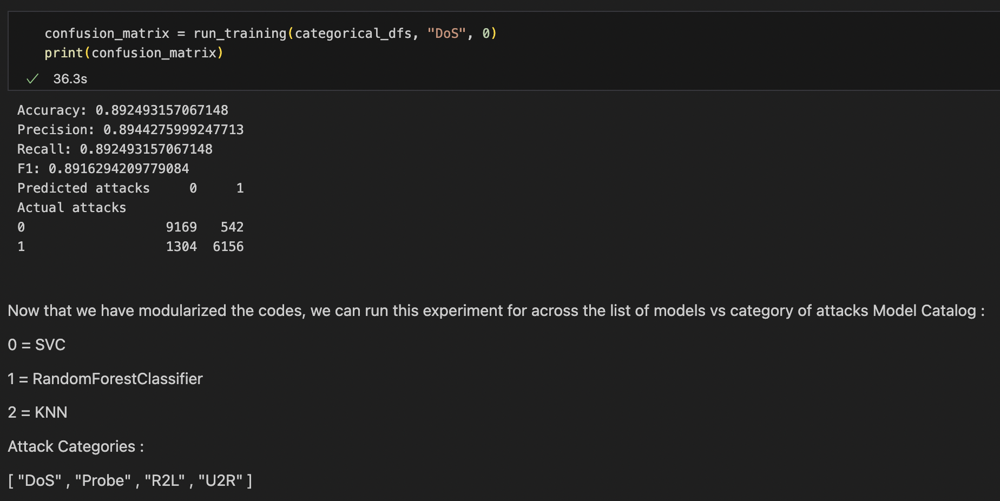 confusion_matrix = run_training(categorical_dfs, "DoS", 0)
print(confusion_matrix)
✓ 36.3s
Accuracy: 0.892493157067148
Precision: 0.8944275999247713
Recall: 0.892493157067148
F1: 0.8916294209779084
Predicted attacks     0     1
Actual attacks
0                  9169   542
1                  1304  6156
Now that we have modularized the codes, we can run this experiment for across the list of models vs category of attacks Model Catalog :
0 = SVC
1 = RandomForestClassifier
2 = KNN
Attack Categories :
[ "DoS" , "Probe" , "R2L" , "U2R" ]